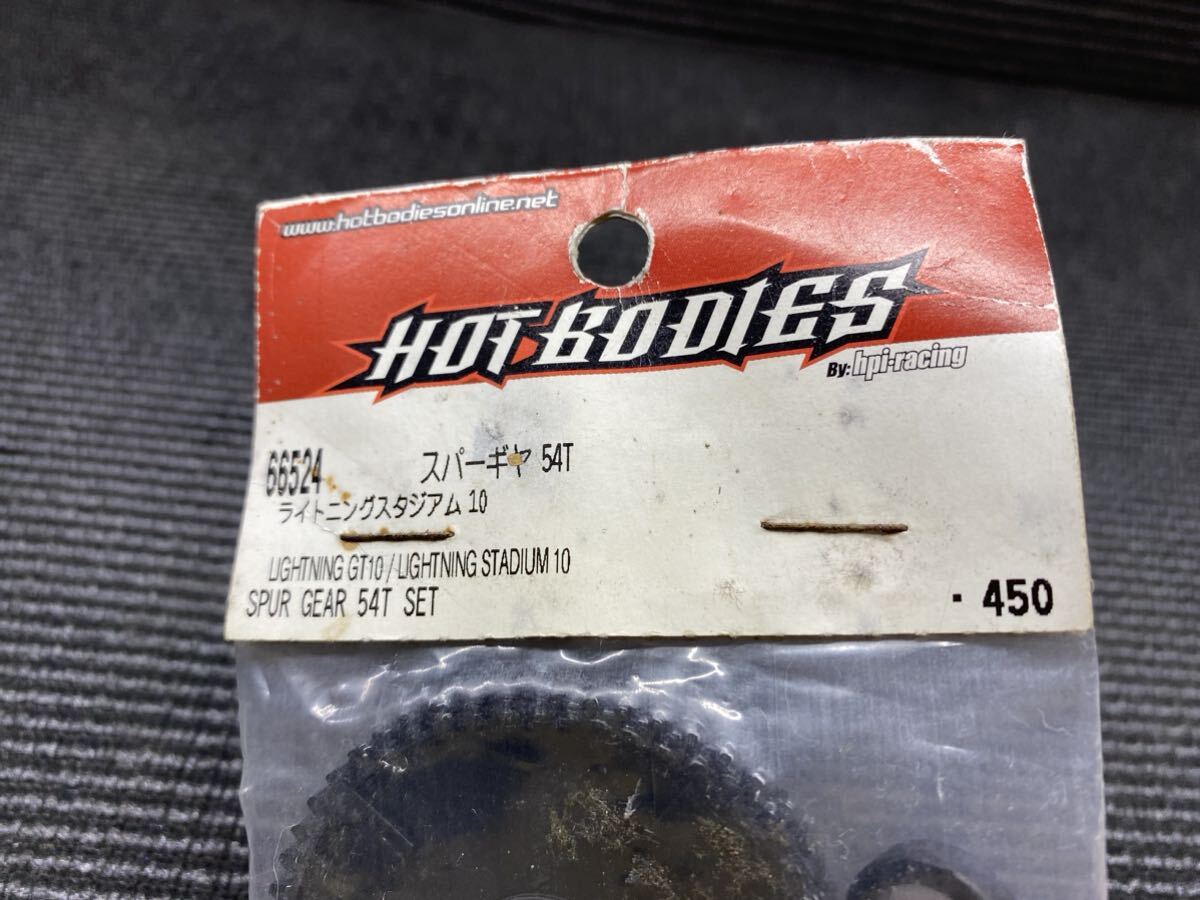 www.hotbodiesonline.net
HOT BODIES
By: hpi-racing
66524 スパーギヤ 54T
ライトニングスタジアム 10
LIGHTNING GT10 / LIGHTNING STADIUM 10
SPUR GEAR 54T SET
・450